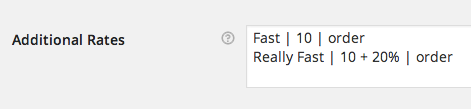 Additional Rates
Fast | 10 | order
Really Fast | 10 + 20% | order